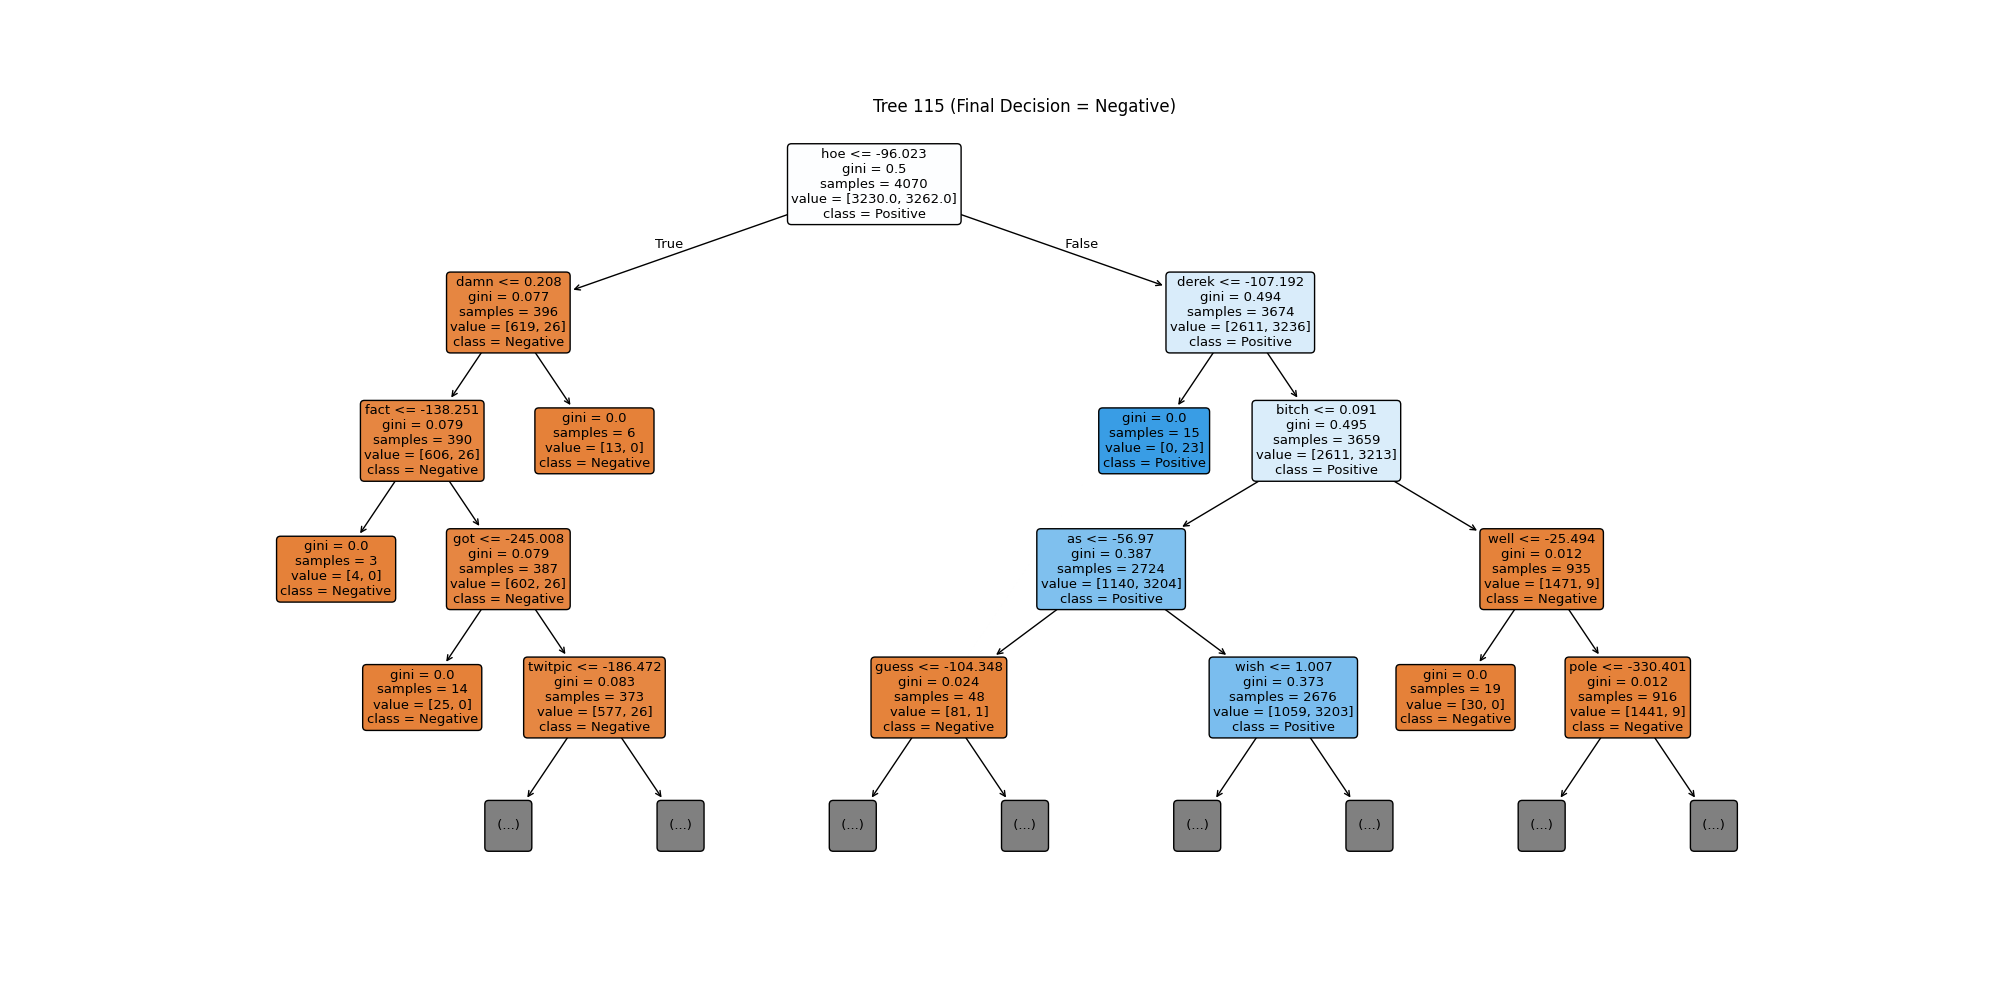 Tree 115 (Final Decision = Negative)
hoe <= -96.023
gini = 0.5
samples = 4070
value = [3230.0, 3262.0]
class = Positive
True
False
damn <= 0.208
gini = 0.077
samples = 396
value = [619, 26]
class = Negative
derek <= -107.192
gini = 0.494
samples = 3674
value = [2611, 3236]
class = Positive
fact <= -138.251
gini = 0.079
samples = 390
value = [606, 26]
class = Negative
gini = 0.0
samples = 6
value = [13, 0]
class = Negative
gini = 0.0
samples = 15
value = [0, 23]
class = Positive
bitch <= 0.091
gini = 0.495
samples = 3659
value = [2611, 3213]
class = Positive
gini = 0.0
samples = 3
value = [4, 0]
class = Negative
got <= -245.008
gini = 0.079
samples = 387
value = [602, 26]
class = Negative
as <= -56.97
gini = 0.387
samples = 2724
value = [1140, 3204]
class = Positive
well <= -25.494
gini = 0.012
samples = 935
value = [1471, 9]
class = Negative
gini = 0.0
samples = 14
value = [25, 0]
class = Negative
twitpic <= -186.472
gini = 0.083
samples = 373
value = [577, 26]
class = Negative
guess <= -104.348
gini = 0.024
samples = 48
value = [81, 1]
class = Negative
wish <= 1.007
gini = 0.373
samples = 2676
value = [1059, 3203]
class = Positive
gini = 0.0
samples = 19
value = [30, 0]
class = Negative
pole <= -330.401
gini = 0.012
samples = 916
value = [1441, 9]
class = Negative
(...)
(...)
(...)
(...)
(...)
(...)
(...)
(...)